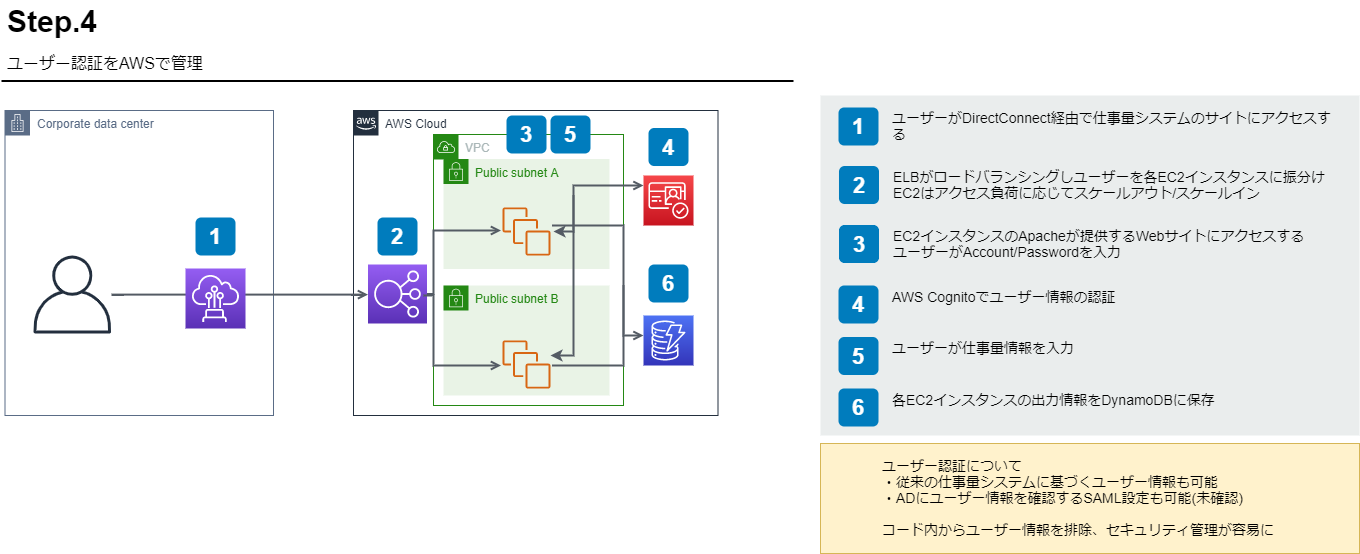 Step.4
ユーザー認証をAWSで管理
Corporate data center
aws
AWS Cloud
VPC
3
5
4
Public subnet A
1
2
6
Public subnet B
1
ユーザーがDirectConnect経由で仕事量システムのサイトにアクセスす
る
2
ELBがロードバランシングしユーザーを各EC2インスタンスに振分け
EC2はアクセス負荷に応じてスケールアウト/スケールイン
3
EC2インスタンスのApacheが提供するWebサイトにアクセスする
ユーザーがAccount/Passwordを入力
4
AWS Cognitoでユーザー情報の認証
5
ユーザーが仕事量情報を入力
6
各EC2インスタンスの出力情報をDynamoDBに保存
ユーザー認証について
・従来の仕事量システムに基づくユーザー情報も可能
・ADにユーザー情報を確認するSAML設定も可能(未確認)
コード内からユーザー情報を排除、セキュリティ管理が容易に